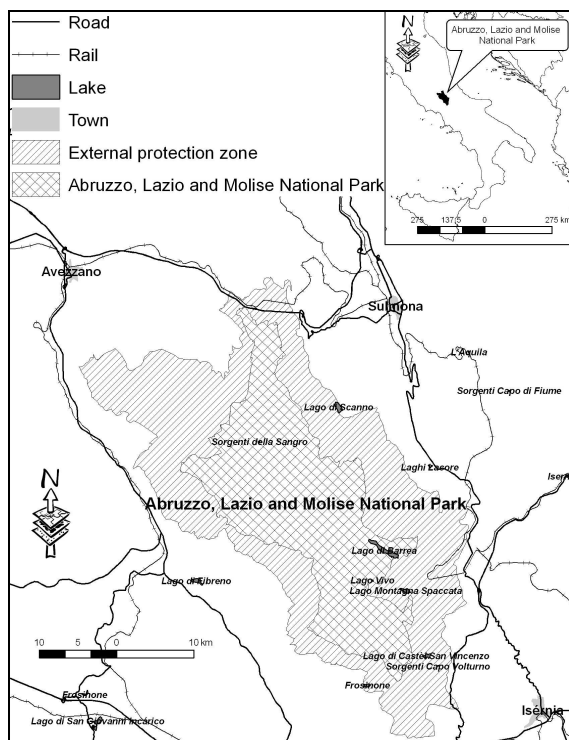 Road
Rail
Lake
Town
External protection zone
Abruzzo, Lazio and Molise National Park
N
Abruzzo, Lazio and Molise
National Park
275 137,5 0 275 km
Avezzano
Sulmona
L'Aquila
Sorgenti Capo di Fiume
Lago di Scanno
Sorgenti della Sangro
Laghi Lasore
Isernia
N
Abruzzo, Lazio and Molise National Park
Lago di Barrea
Lago di Fibreno
Lago Vivo
Lago Montagna Spaccata
10 0 10 km
Lago di Castel San Vincenzo
Sorgenti Capo Volturno
Frosinone
Frosinone
Isernia
Lago di San Giovanni Incarico